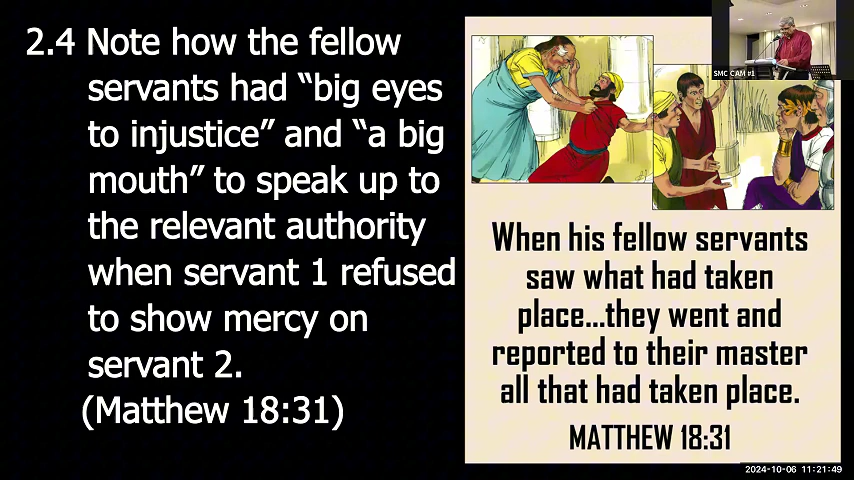 2.4 Note how the fellow
servants had “big eyes
to injustice” and “a big
mouth” to speak up to
the relevant authority
when servant 1 refused
to show mercy on
servant 2.
(Matthew 18:31)
SMC CAM #1
When his fellow servants
saw what had taken
place...they went and
reported to their master
all that had taken place.
MATTHEW 18:31
2024-10-06 11:21:49